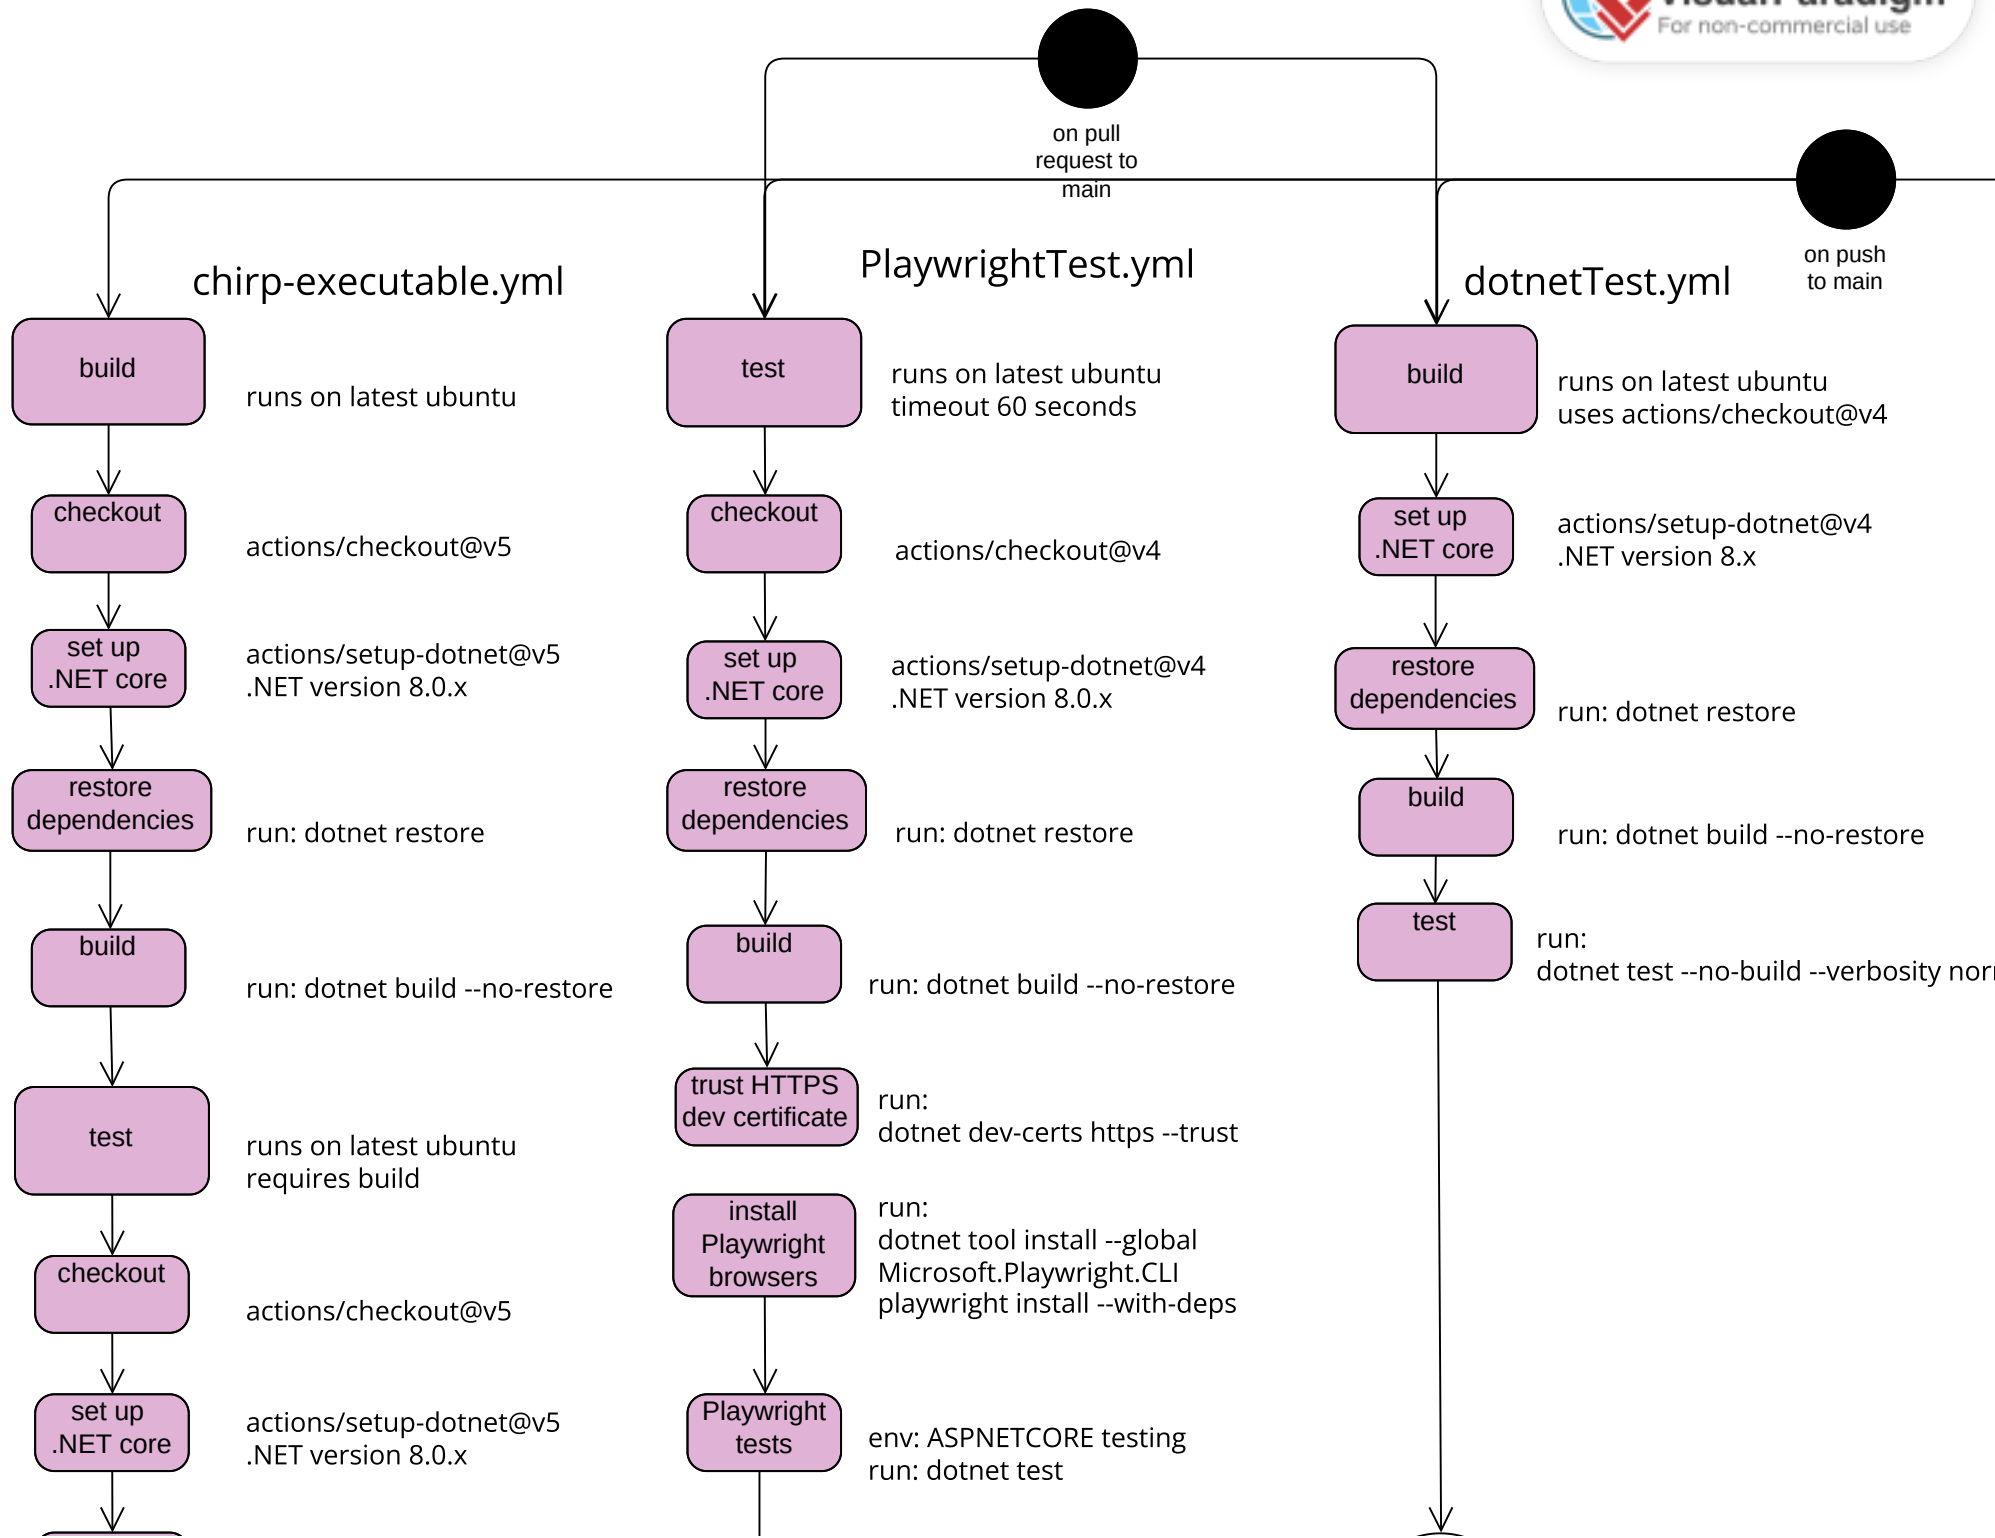 For non-commercial use
on pull
request to
main
on push
to main
chirp-executable.yml
build
runs on latest ubuntu
checkout
actions/checkout@v5
set up
.NET core
actions/setup-dotnet@v5
.NET version 8.0.x
restore
dependencies
run: dotnet restore
build
run: dotnet build --no-restore
test
runs on latest ubuntu
requires build
checkout
actions/checkout@v5
set up
.NET core
actions/setup-dotnet@v5
.NET version 8.0.x
PlaywrightTest.yml
test
runs on latest ubuntu
timeout 60 seconds
checkout
actions/checkout@v4
set up
.NET core
actions/setup-dotnet@v4
.NET version 8.0.x
restore
dependencies
run: dotnet restore
build
run: dotnet build --no-restore
trust HTTPS
dev certificate
run:
dotnet dev-certs https --trust
install
Playwright
browsers
run:
dotnet tool install --global
Microsoft.Playwright.CLI
playwright install --with-deps
Playwright
tests
env: ASPNETCORE testing
run: dotnet test
dotnetTest.yml
build
runs on latest ubuntu
uses actions/checkout@v4
set up
.NET core
actions/setup-dotnet@v4
.NET version 8.x
restore
dependencies
run: dotnet restore
build
run: dotnet build --no-restore
test
run:
dotnet test --no-build --verbosity